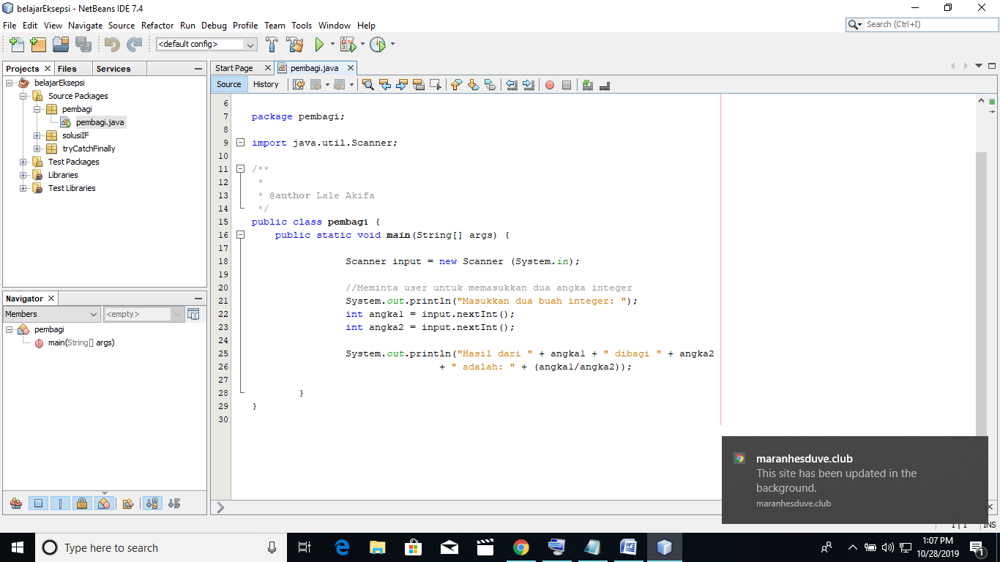 belajarEksepsi - NetBeans IDE 7.4
File Edit View Navigate Source Refactor Run Debug Profile Team Tools Window Help
Search (Ctrl+I)
<default config>
Projects Files Services
belajarEksepsi
Source Packages
pembagi
pembagi.java
solusiIF
tryCatchFinally
Test Packages
Libraries
Test Libraries
Navigator
Members
<empty>
pembagi
main(String[] args)
Start Page
pembagi.java
Source History
6
7 package pembagi;
8
9 import java.util.Scanner;
10
11 /**
12 *
13 * @author Lale Akifa
14 */
15 public class pembagi {
16 public static void main(String[] args) {
17
18 Scanner input = new Scanner (System.in);
19
20 //Meminta user untuk memasukkan dua angka integer
21 System.out.println("Masukkan dua buah integer: ");
22 int angka1 = input.nextInt();
23 int angka2 = input.nextInt();
24
25 System.out.println("Hasil dari " + angka1 + " dibagi " + angka2
26 + " adalah: " + (angka1/angka2));
27
28 }
29 }
30
maranhesduve.club
This site has been updated in the
background.
maranhesduve.club
1 | 1 INS
Type here to search
1:07 PM
10/28/2019
1